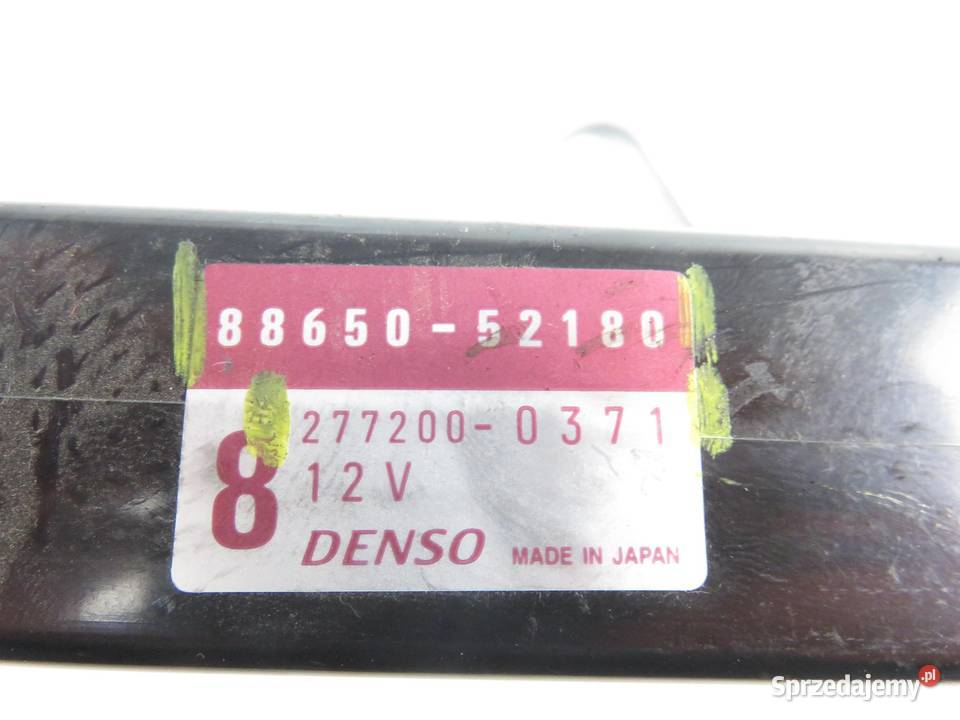 88650-52180
277200-0371
8
12V
DENSO MADE IN JAPAN
Sprzedajemy.pl